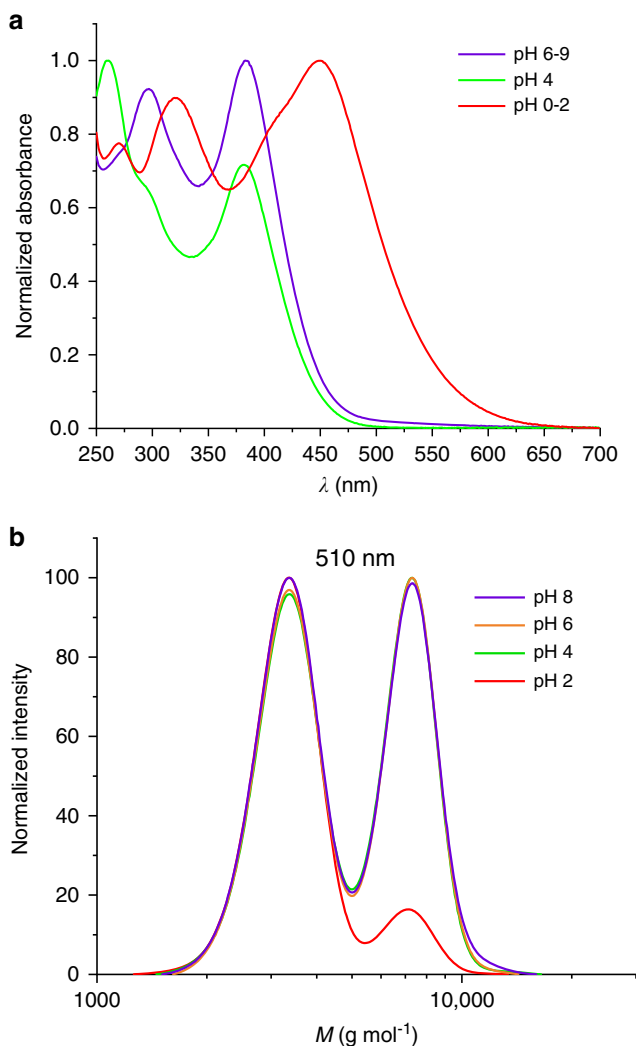 a
pH 6-9
pH 4
pH 0-2
Normalized absorbance
1.0
0.8
0.6
0.4
0.2
0.0
250 300 350 400 450 500 550 600 650 700
λ (nm)
b
510 nm
pH 8
pH 6
pH 4
pH 2
Normalized intensity
100
80
60
40
20
0
1000 10,000
M (g mol⁻¹)